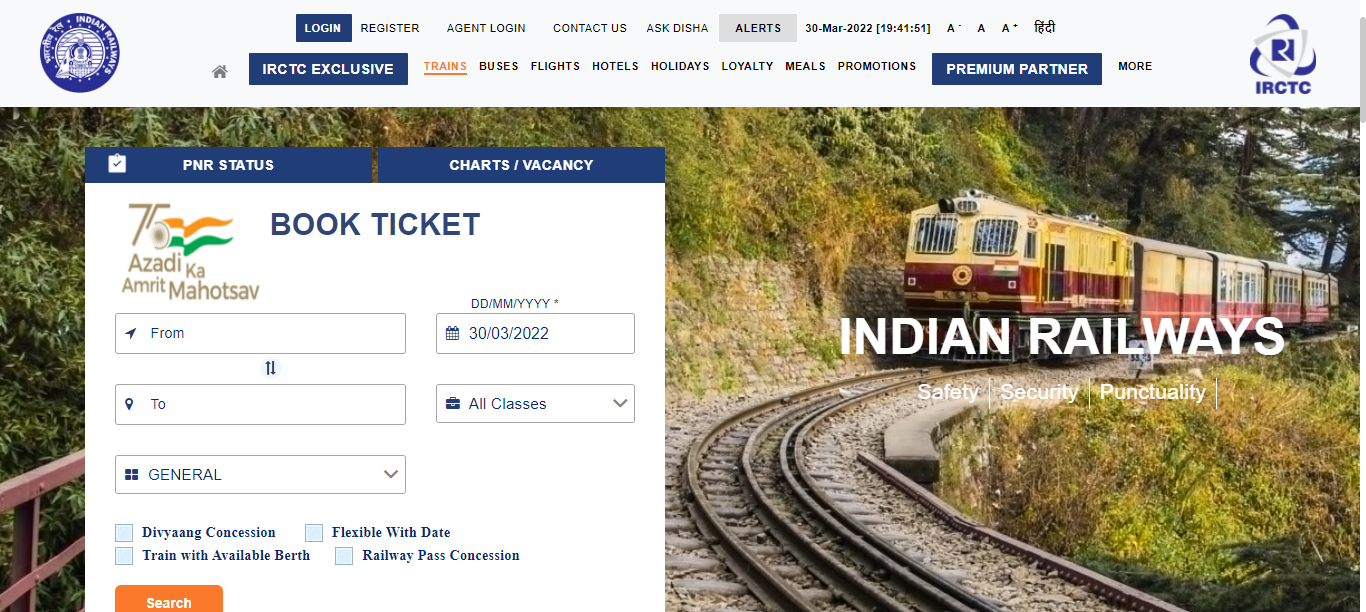 LOGIN REGISTER AGENT LOGIN CONTACT US ASK DISHA ALERTS 30-Mar-2022 [19:41:51] A - A A + हिंदी
IRCTC EXCLUSIVE TRAINS BUSES FLIGHTS HOTELS HOLIDAYS LOYALTY MEALS PROMOTIONS PREMIUM PARTNER MORE
भारतीय रेल INDIAN RAILWAYS
IRCTC
PNR STATUS CHARTS / VACANCY
75
Azadi Ka
Amrit Mahotsav
BOOK TICKET
DD/MM/YYYY *
From 30/03/2022
To All Classes
GENERAL
Divyaang Concession Flexible With Date
Train with Available Berth Railway Pass Concession
Search
INDIAN RAILWAYS
Safety Security Punctuality